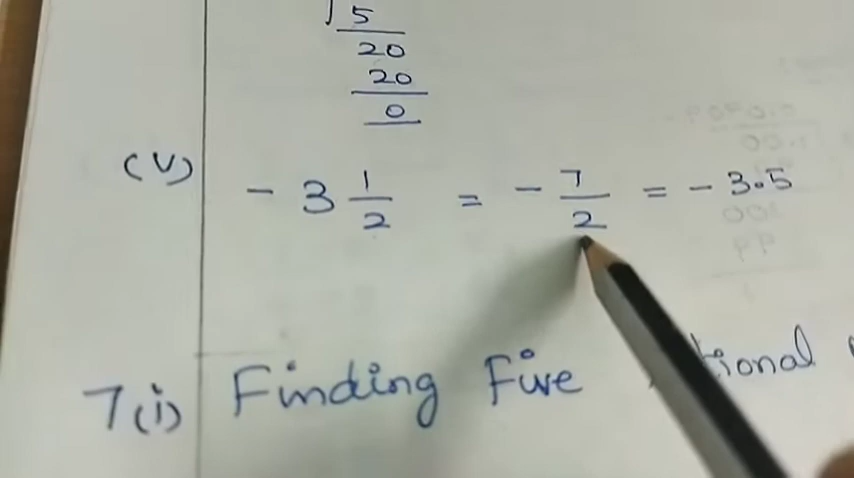 5
20
20
0
(V) - 3 1/2 = - 7/2 = - 3.5
7(i) Finding Five